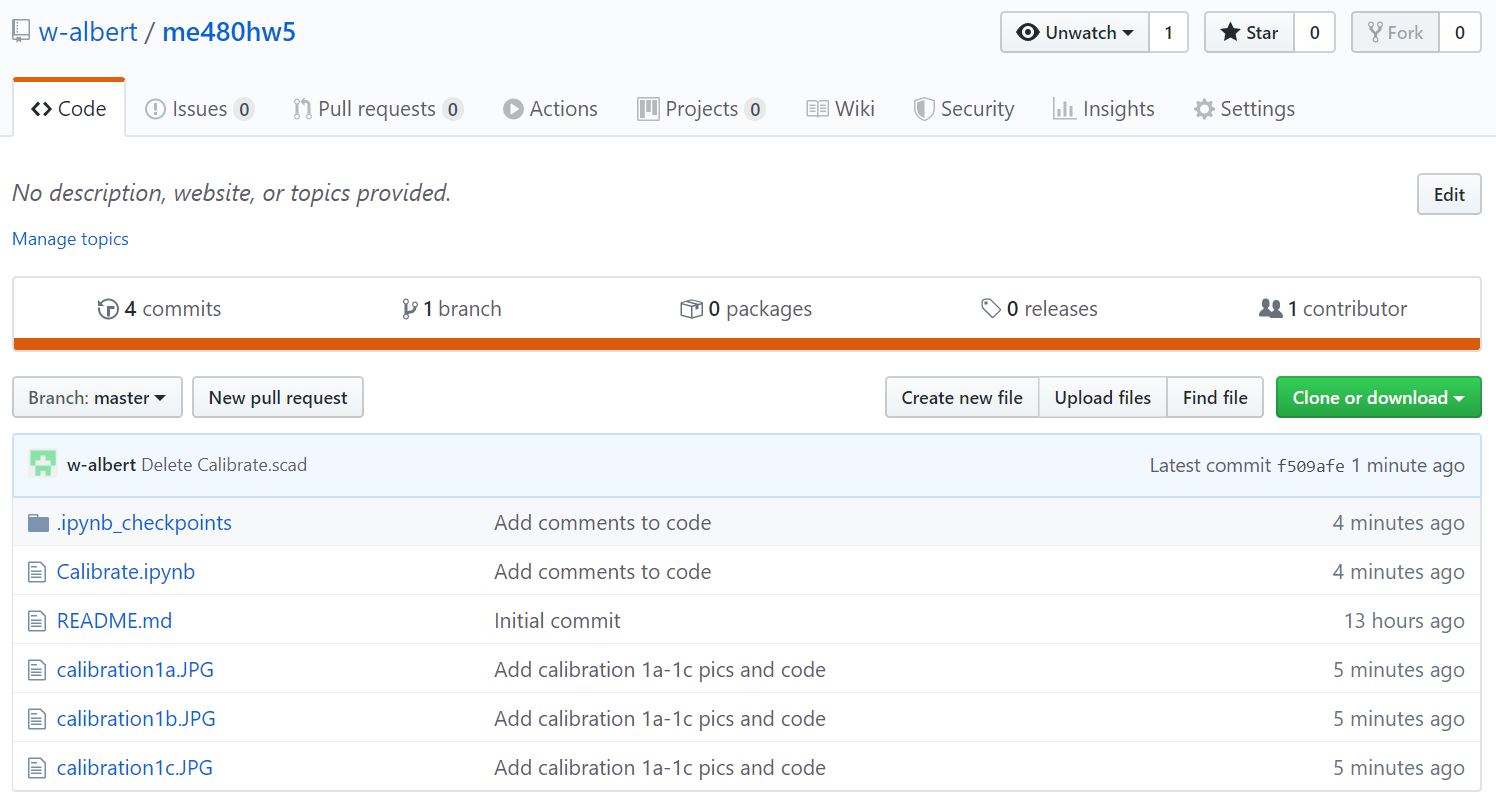 w-albert / me480hw5 Unwatch 1 Star 0 Fork 0
Code Issues 0 Pull requests 0 Actions Projects 0 Wiki Security Insights Settings
No description, website, or topics provided. Edit
Manage topics
4 commits 1 branch 0 packages 0 releases 1 contributor
Branch: master New pull request Create new file Upload files Find file Clone or download
w-albert Delete Calibrate.scad Latest commit f509afe 1 minute ago
.ipynb_checkpoints Add comments to code 4 minutes ago
Calibrate.ipynb Add comments to code 4 minutes ago
README.md Initial commit 13 hours ago
calibration1a.JPG Add calibration 1a-1c pics and code 5 minutes ago
calibration1b.JPG Add calibration 1a-1c pics and code 5 minutes ago
calibration1c.JPG Add calibration 1a-1c pics and code 5 minutes ago